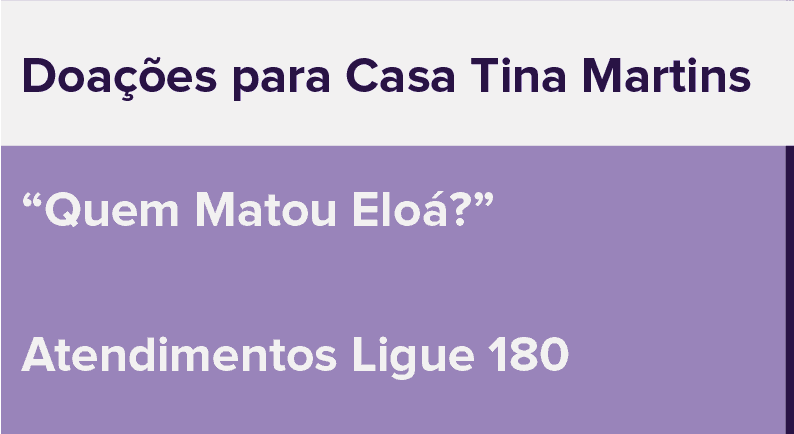 Doações para Casa Tina Martins
“Quem Matou Eloá?”
Atendimentos Ligue 180